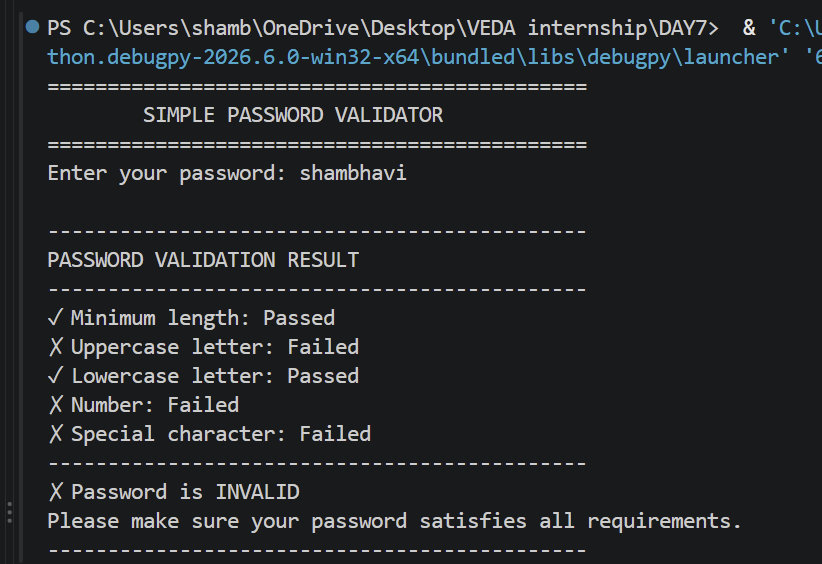 PS C:\Users\shamb\OneDrive\Desktop\VEDA internship\DAY7>  & 'C:\U
thon.debugpy-2026.6.0-win32-x64\bundled\libs\debugpy\launcher' '6
=============================================
        SIMPLE PASSWORD VALIDATOR
=============================================
Enter your password: shambhavi

---------------------------------------------
PASSWORD VALIDATION RESULT
---------------------------------------------
✓ Minimum length: Passed
✗ Uppercase letter: Failed
✓ Lowercase letter: Passed
✗ Number: Failed
✗ Special character: Failed
---------------------------------------------
✗ Password is INVALID
Please make sure your password satisfies all requirements.
---------------------------------------------